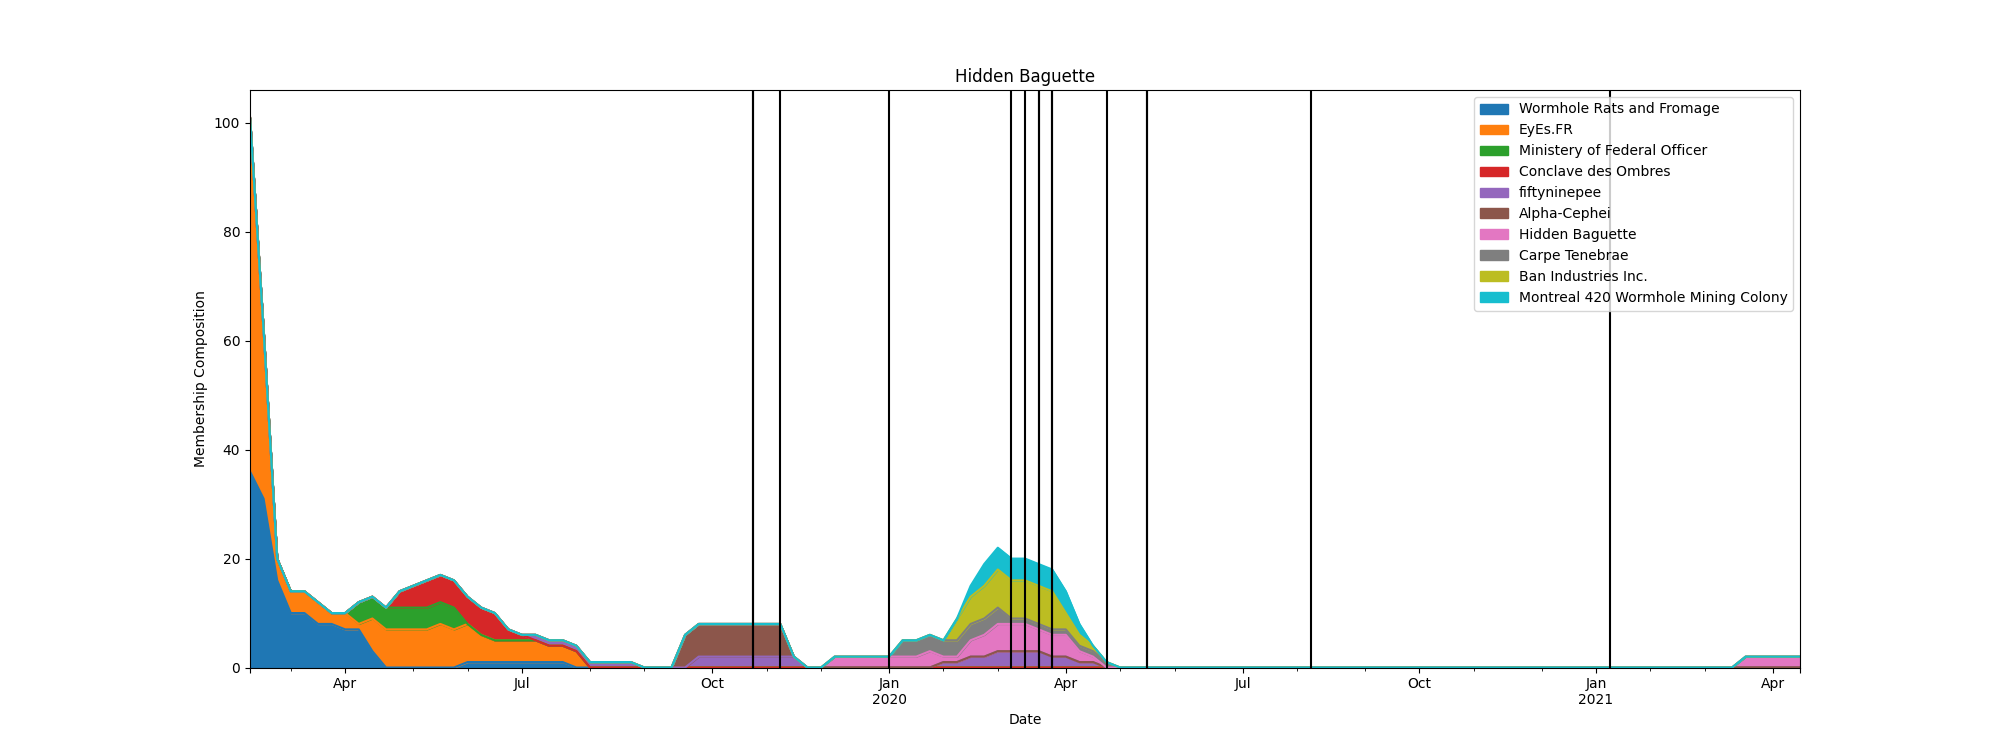 Hidden Baguette
Wormhole Rats and Fromage
EyEs.FR
Ministery of Federal Officer
Conclave des Ombres
fiftyninepee
Alpha-Cephei
Hidden Baguette
Carpe Tenebrae
Ban Industries Inc.
Montreal 420 Wormhole Mining Colony
Membership Composition
100
80
60
40
20
0
Apr Jul Oct Jan Apr Jul Oct Jan Apr
2020 2021
Date